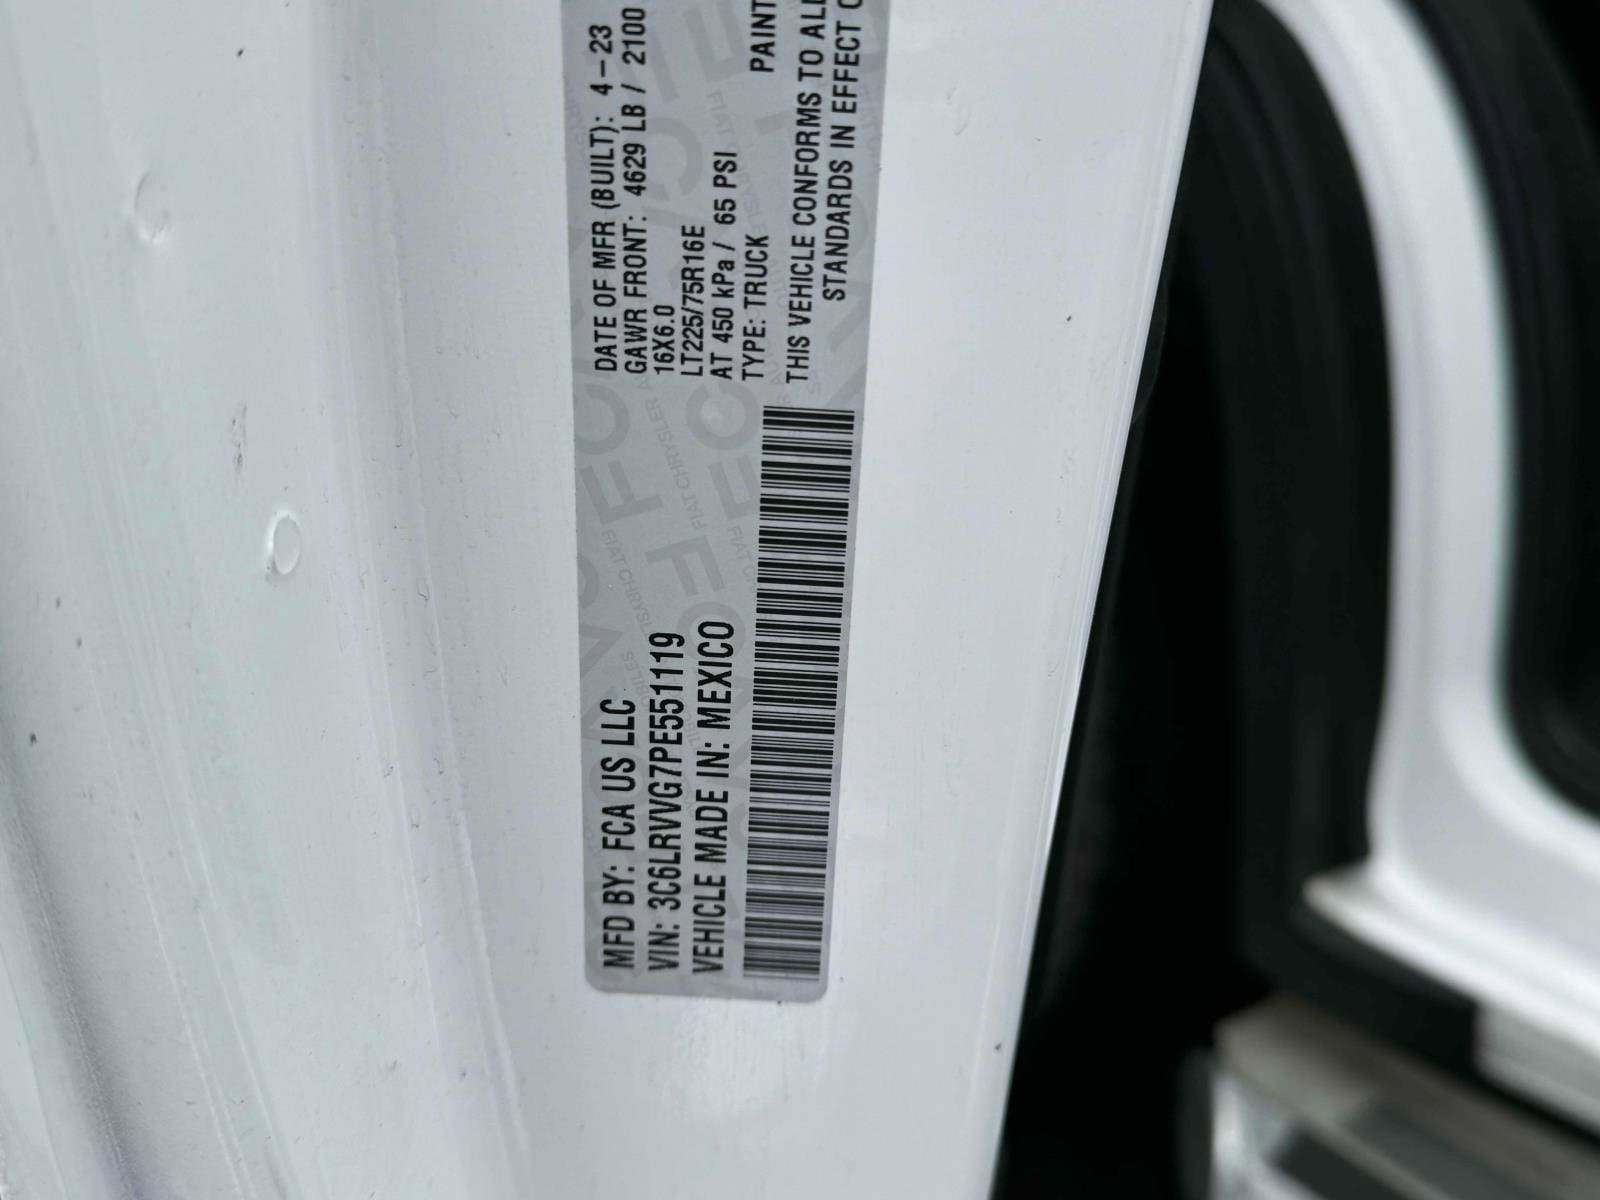 MFD BY: FCA US LLC
VIN: 3C6LRVVG7PE551119
VEHICLE MADE IN: MEXICO
DATE OF MFR (BUILT): 4-23
GAWR FRONT: 4629 LB / 2100
16X6.0
LT225/75R16E
AT 450 kPa / 65 PSI
TYPE: TRUCK PAINT
THIS VEHICLE CONFORMS TO ALL
STANDARDS IN EFFECT